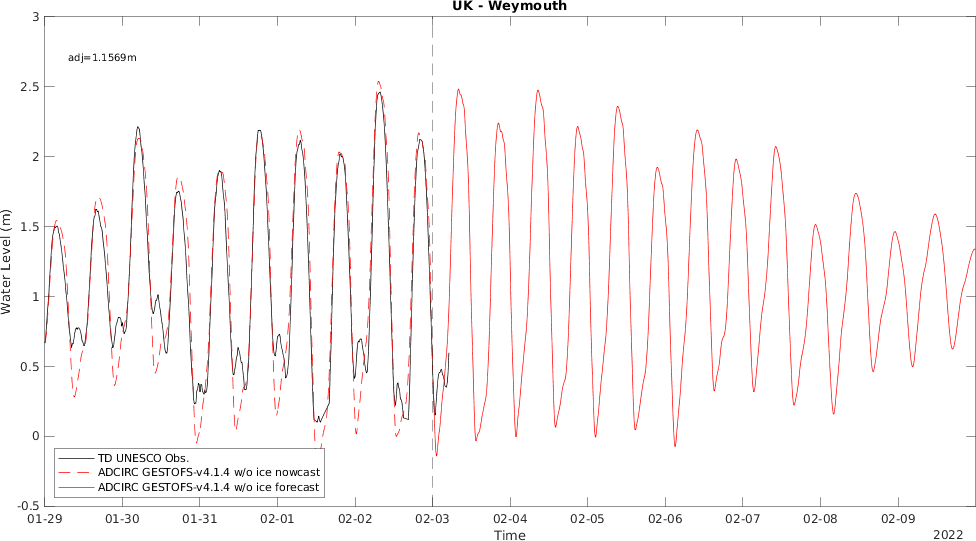 UK - Weymouth
adj=1.1569m
3
2.5
2
1.5
1
0.5
0
-0.5
Water Level (m)
TD UNESCO Obs.
ADCIRC GESTOFS-v4.1.4 w/o ice nowcast
ADCIRC GESTOFS-v4.1.4 w/o ice forecast
01-29 01-30 01-31 02-01 02-02 02-03 02-04 02-05 02-06 02-07 02-08 02-09
Time
2022